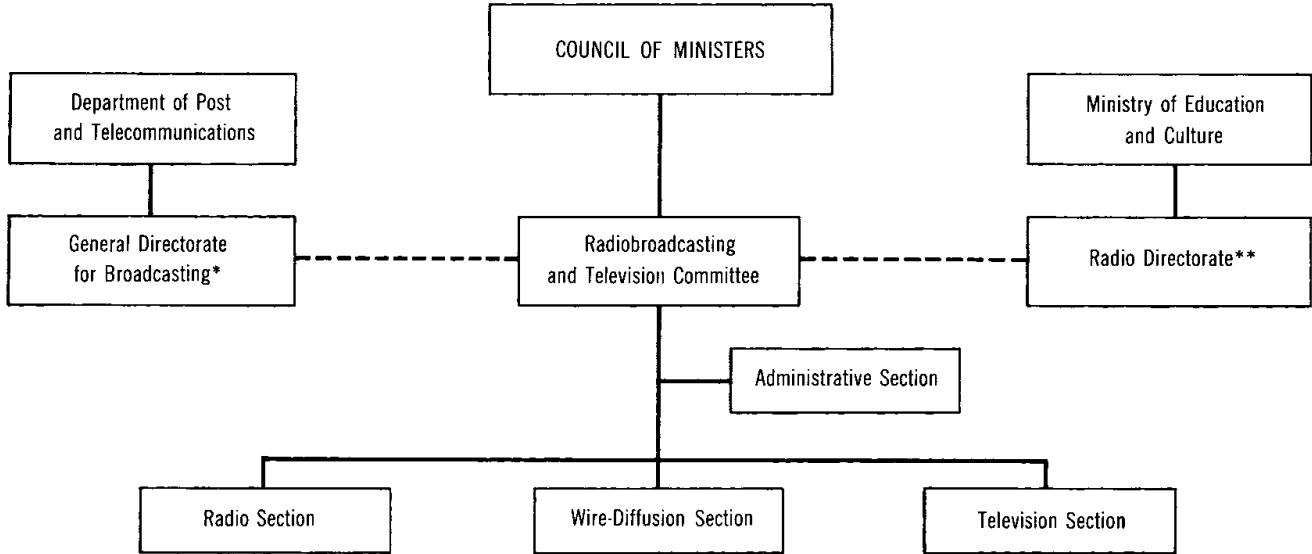 COUNCIL OF MINISTERS
Department of Post
and Telecommunications
Ministry of Education
and Culture
General Directorate
for Broadcasting*
Radiobroadcasting
and Television Committee
Radio Directorate**
Administrative Section
Radio Section
Wire-Diffusion Section
Television Section